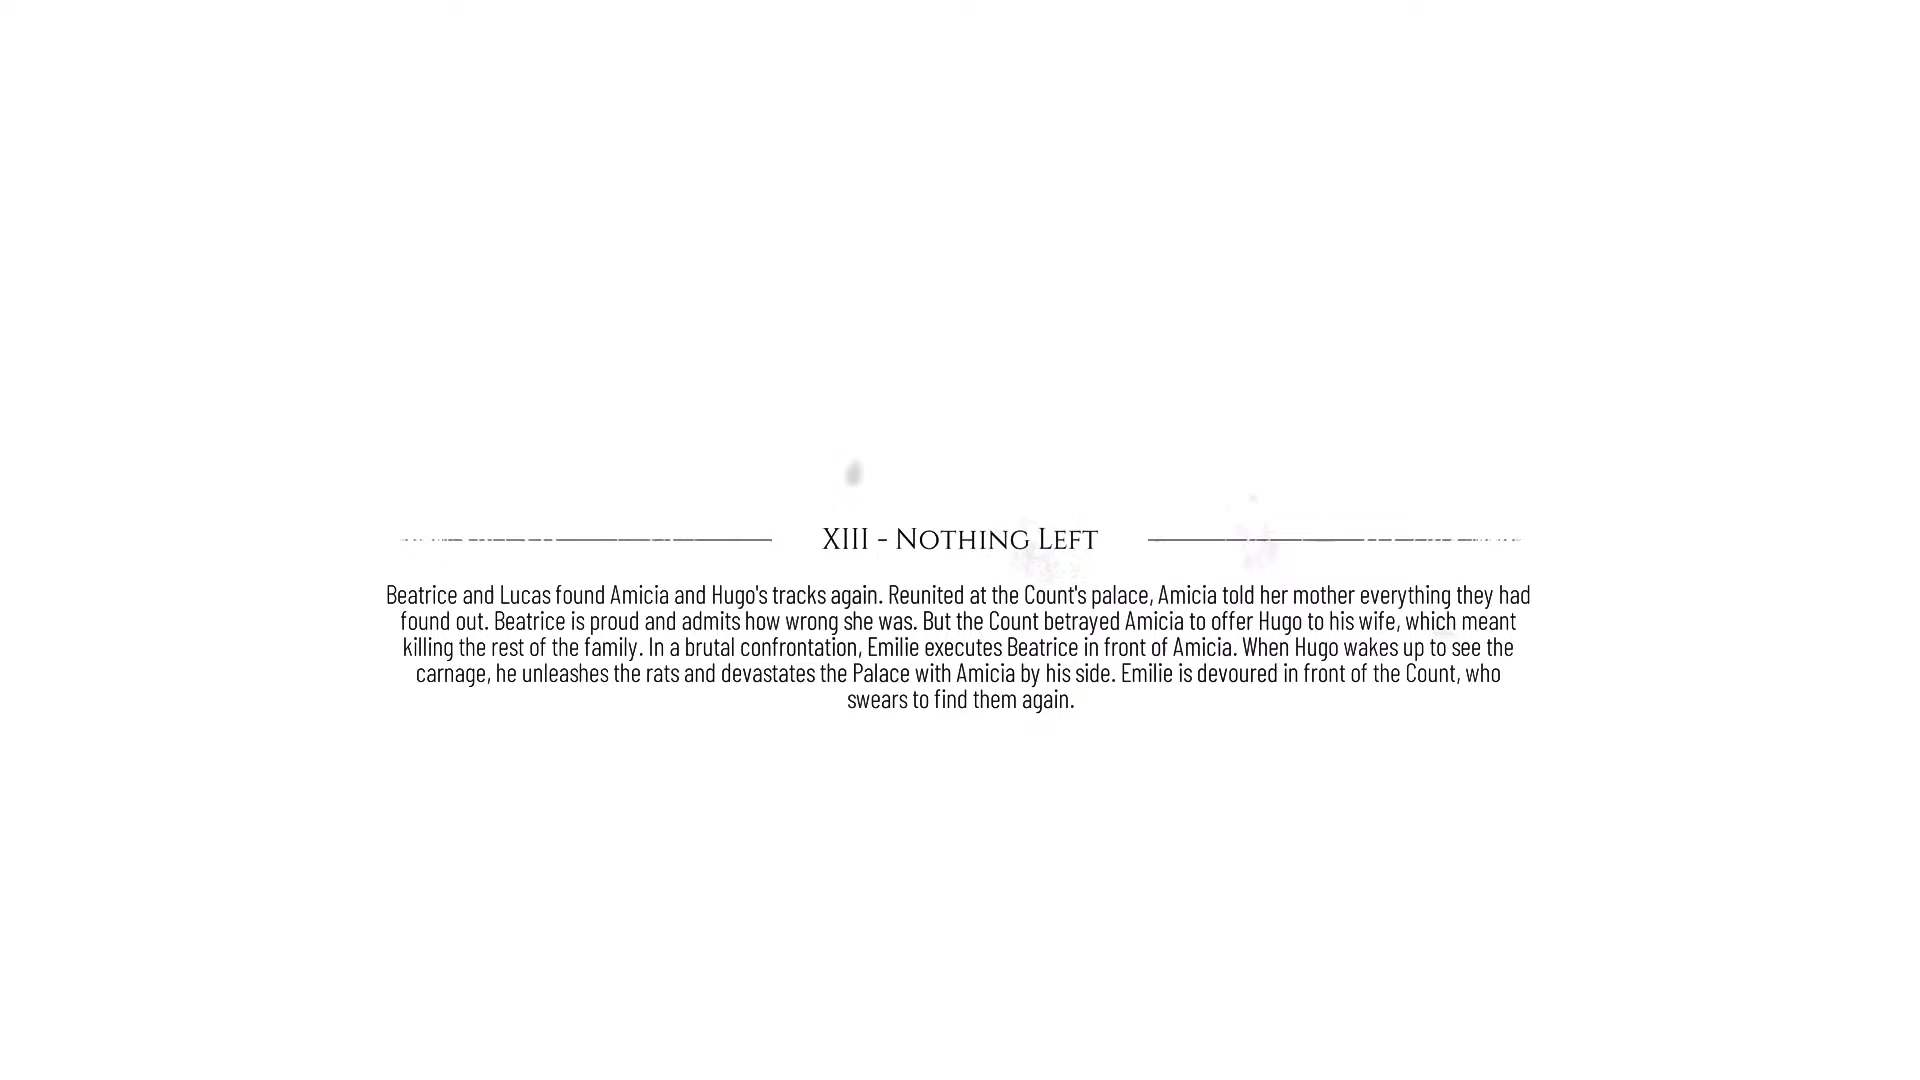 XIII - Nothing Left
Beatrice and Lucas found Amicia and Hugo's tracks again. Reunited at the Count's palace, Amicia told her mother everything they had
found out. Beatrice is proud and admits how wrong she was. But the Count betrayed Amicia to offer Hugo to his wife, which meant
killing the rest of the family. In a brutal confrontation, Emilie executes Beatrice in front of Amicia. When Hugo wakes up to see the
carnage, he unleashes the rats and devastates the Palace with Amicia by his side. Emilie is devoured in front of the Count, who
swears to find them again.